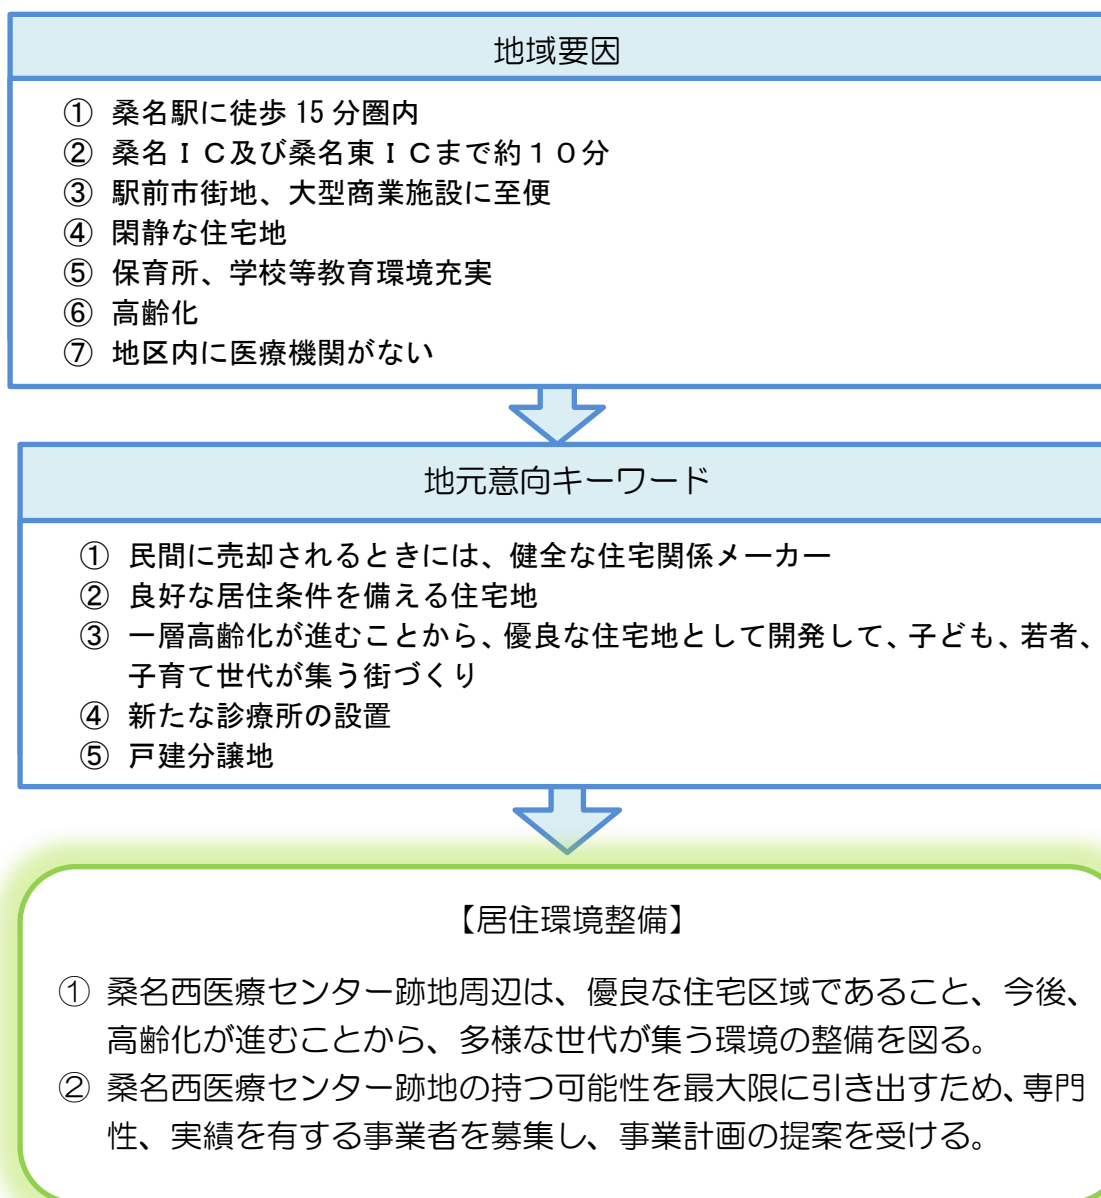 地域要因
① 桑名駅に徒歩 15 分圏内
② 桑名ＩＣ及び桑名東ＩＣまで約１０分
③ 駅前市街地、大型商業施設に至便
④ 閑静な住宅地
⑤ 保育所、学校等教育環境充実
⑥ 高齢化
⑦ 地区内に医療機関がない
地元意向キーワード
① 民間に売却されるときには、健全な住宅関係メーカー
② 良好な居住条件を備える住宅地
③ 一層高齢化が進むことから、優良な住宅地として開発して、子ども、若者、
子育て世代が集う街づくり
④ 新たな診療所の設置
⑤ 戸建分譲地
【居住環境整備】
① 桑名西医療センター跡地周辺は、優良な住宅区域であること、今後、
高齢化が進むことから、多様な世代が集う環境の整備を図る。
② 桑名西医療センター跡地の持つ可能性を最大限に引き出すため、専門
性、実績を有する事業者を募集し、事業計画の提案を受ける。